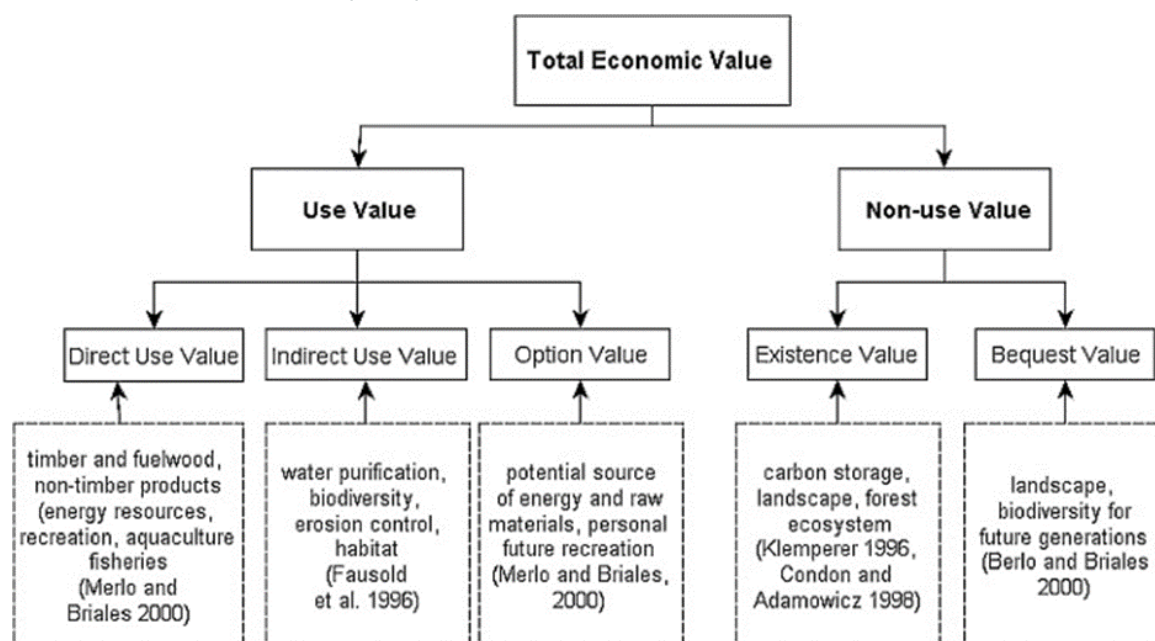 Total Economic Value
Use Value
Non-use Value
Direct Use Value
Indirect Use Value
Option Value
Existence Value
Bequest Value
timber and fuelwood,
non-timber products
(energy resources,
recreation, aquaculture
fisheries
(Merlo and
Briales 2000)
water purification,
biodiversity,
erosion control,
habitat
(Fausold
et al. 1996)
potential source
of energy and raw
materials, personal
future recreation
(Merlo and Briales,
2000)
carbon storage,
landscape, forest
ecosystem
(Klemperer 1996,
Condon and
Adamowicz 1998)
landscape,
biodiversity for
future generations
(Berlo and Briales
2000)